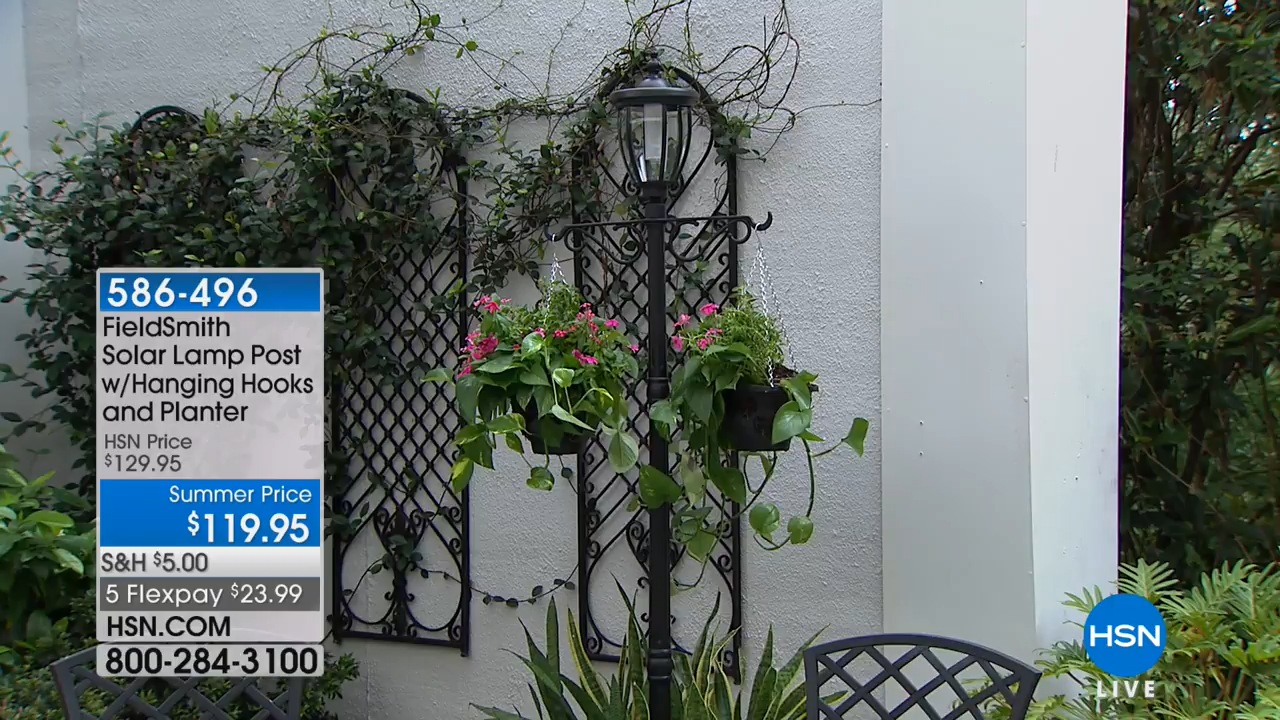 586-496
FieldSmith
Solar Lamp Post
w/Hanging Hooks
and Planter
HSN Price
$129.95
Summer Price
$119.95
S&H $5.00
5 Flexpay $23.99
HSN.COM
800-284-3100
HSN
LIVE